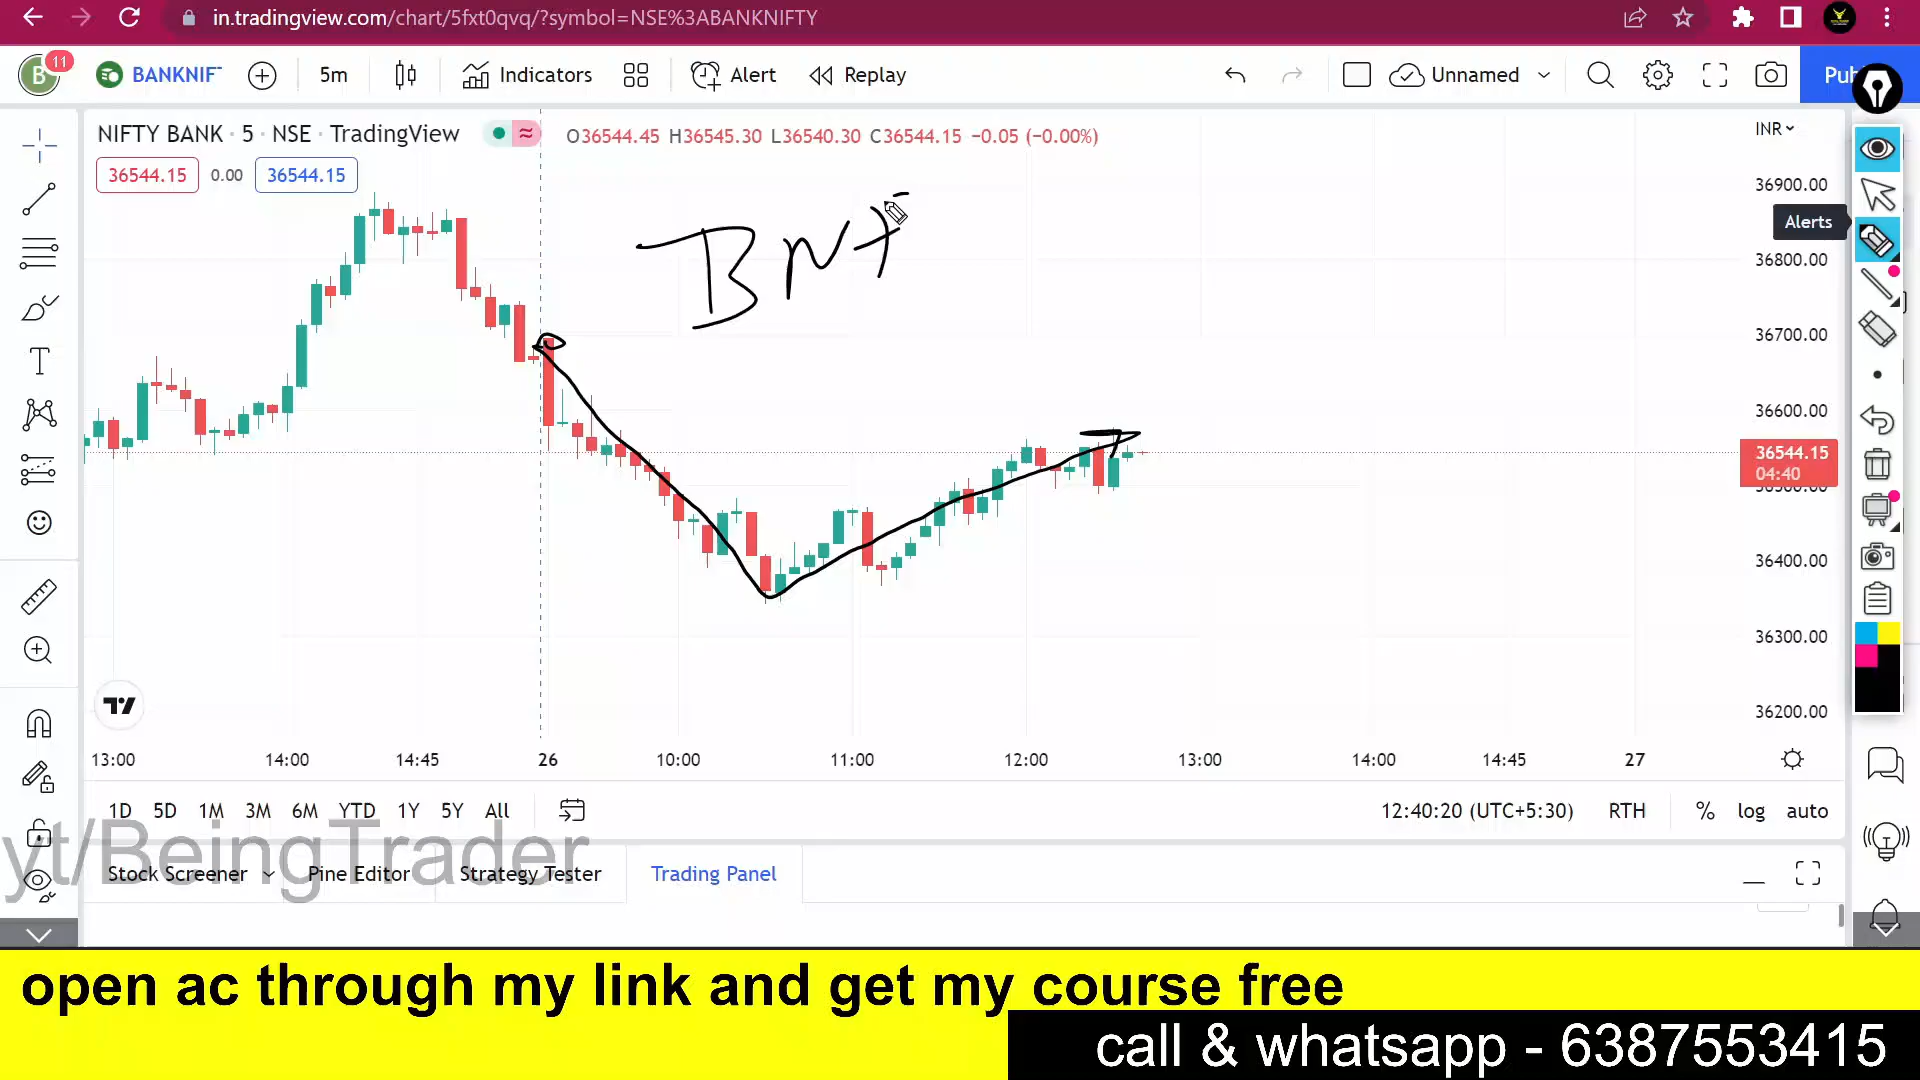 in.tradingview.com/chart/5fxt0qvq/?symbol=NSE%3ABANKNIFTY
B 11 BANKNIF 5m Indicators Alert Replay Unnamed Pub
NIFTY BANK · 5 · NSE · TradingView ≈ O36544.45 H36545.30 L36540.30 C36544.15 −0.05 (−0.00%) INR
36544.15 0.00 36544.15
36900.00
Alerts
36800.00
36700.00
36600.00
36544.15
04:40
36400.00
36300.00
36200.00
13:00 14:00 14:45 26 10:00 11:00 12:00 13:00 14:00 14:45 27
1D 5D 1M 3M 6M YTD 1Y 5Y All 12:40:20 (UTC+5:30) RTH % log auto
yt/BeingTrader
Stock Screener Pine Editor Strategy Tester Trading Panel
open ac through my link and get my course free
call & whatsapp - 6387553415